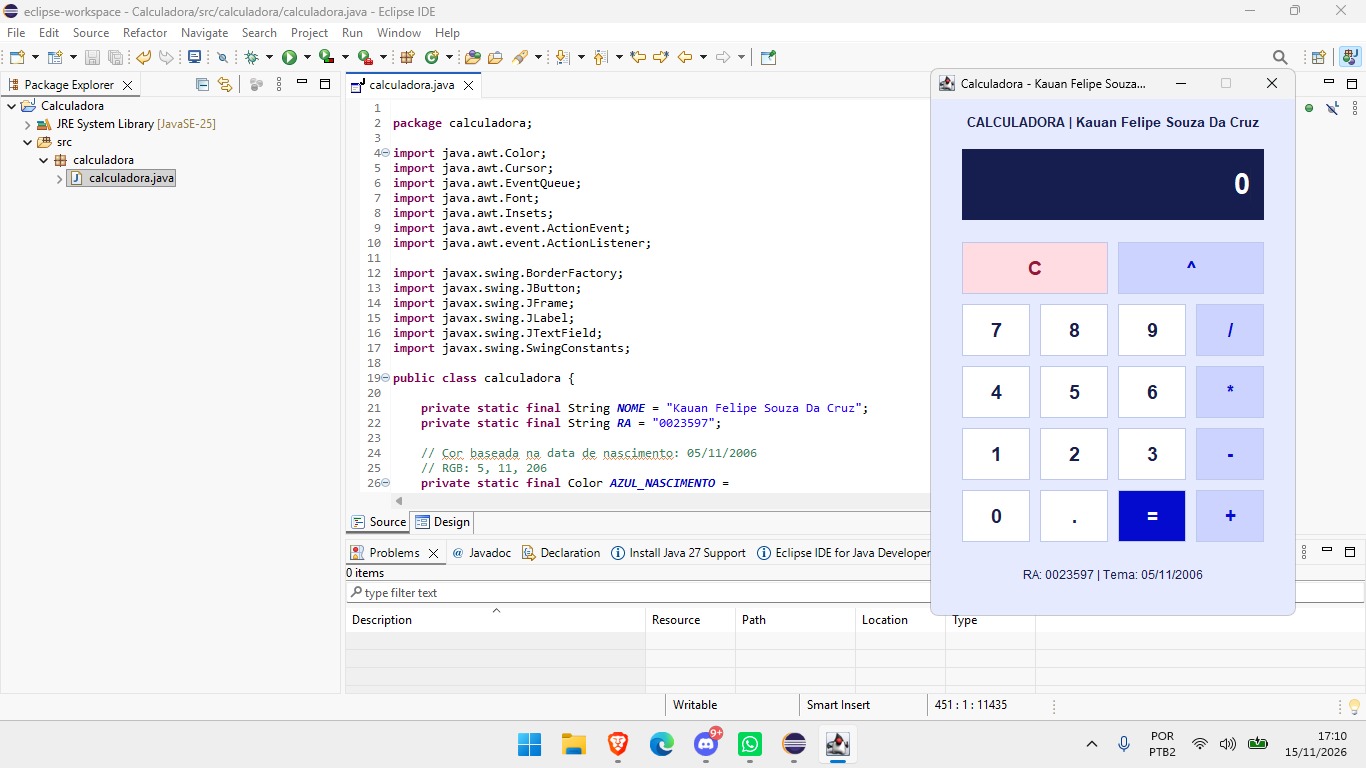 eclipse-workspace - Calculadora/src/calculadora/calculadora.java - Eclipse IDE
File Edit Source Refactor Navigate Search Project Run Window Help
Package Explorer
Calculadora
JRE System Library [JavaSE-25]
src
calculadora
calculadora.java
calculadora.java
1
2 package calculadora;
3
4 import java.awt.Color;
5 import java.awt.Cursor;
6 import java.awt.EventQueue;
7 import java.awt.Font;
8 import java.awt.Insets;
9 import java.awt.event.ActionEvent;
10 import java.awt.event.ActionListener;
11
12 import javax.swing.BorderFactory;
13 import javax.swing.JButton;
14 import javax.swing.JFrame;
15 import javax.swing.JLabel;
16 import javax.swing.JTextField;
17 import javax.swing.SwingConstants;
18
19 public class calculadora {
20
21 private static final String NOME = "Kauan Felipe Souza Da Cruz";
22 private static final String RA = "0023597";
23
24 // Cor baseada na data de nascimento: 05/11/2006
25 // RGB: 5, 11, 206
26 private static final Color AZUL_NASCIMENTO =
Source Design
Problems @ Javadoc Declaration Install Java 27 Support Eclipse IDE for Java Developer
0 items
type filter text
Description Resource Path Location Type
Writable Smart Insert 451 : 1 : 11435
Calculadora - Kauan Felipe Souza...
CALCULADORA | Kauan Felipe Souza Da Cruz
0
C ^
7 8 9 /
4 5 6 *
1 2 3 -
0 . = +
RA: 0023597 | Tema: 05/11/2006
9+
POR
PTB2
17:10
15/11/2026